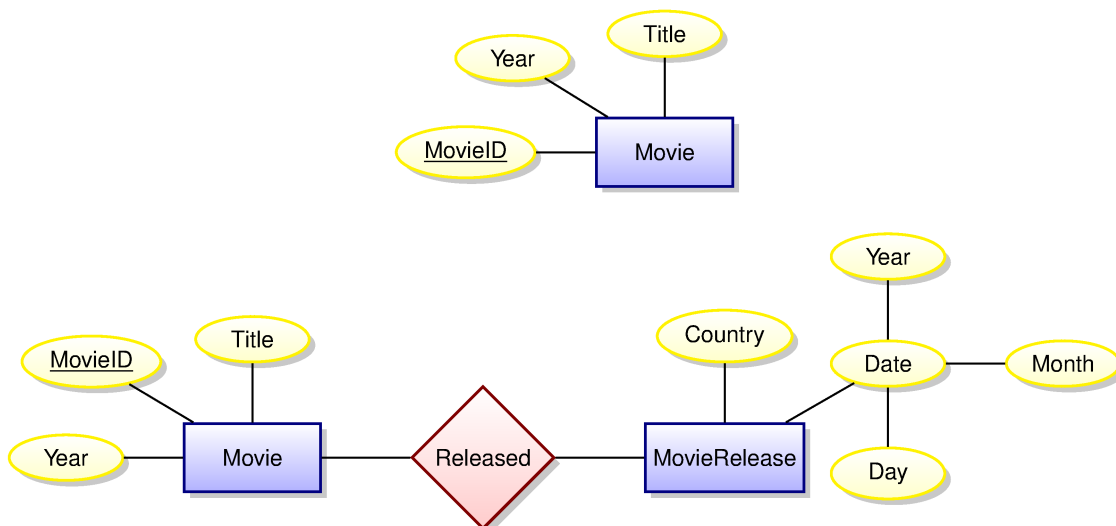 Title
Year
MovieID
Movie
Year
Title
Country
MovieID
Date
Month
Year
Movie
Released
MovieRelease
Day